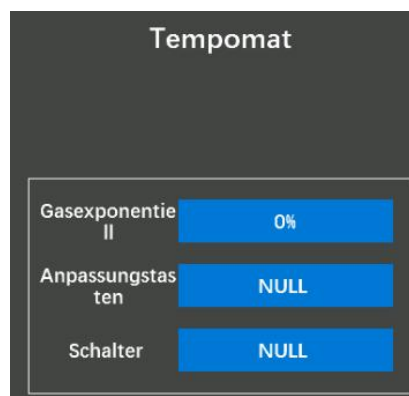 Tempomat
Gasexponentie
ll
0%
Anpassungstas
ten
NULL
Schalter
NULL